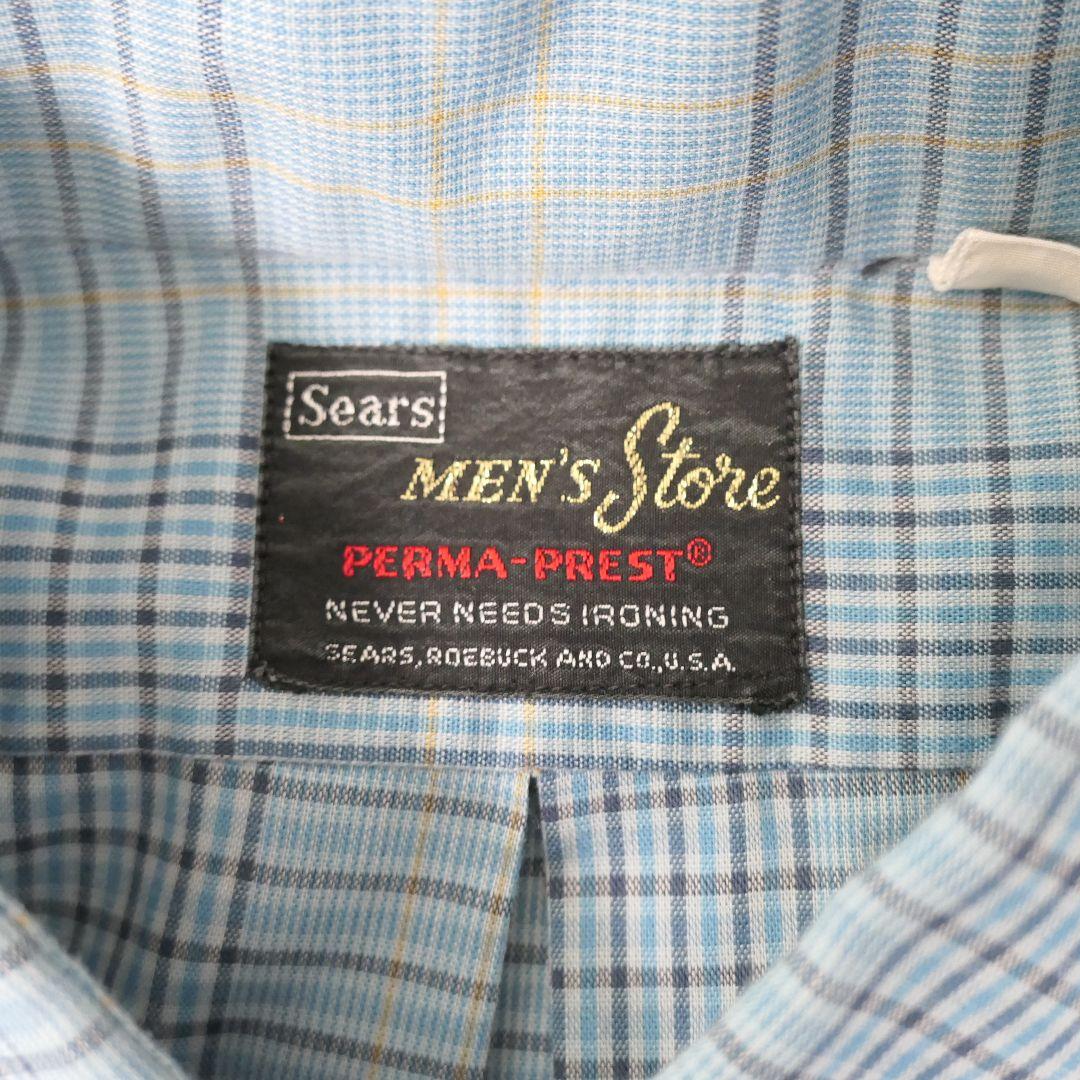 Sears
MEN'S Store
PERMA-PREST®
NEVER NEEDS IRONING
SEARS, ROEBUCK AND CO., U.S.A.